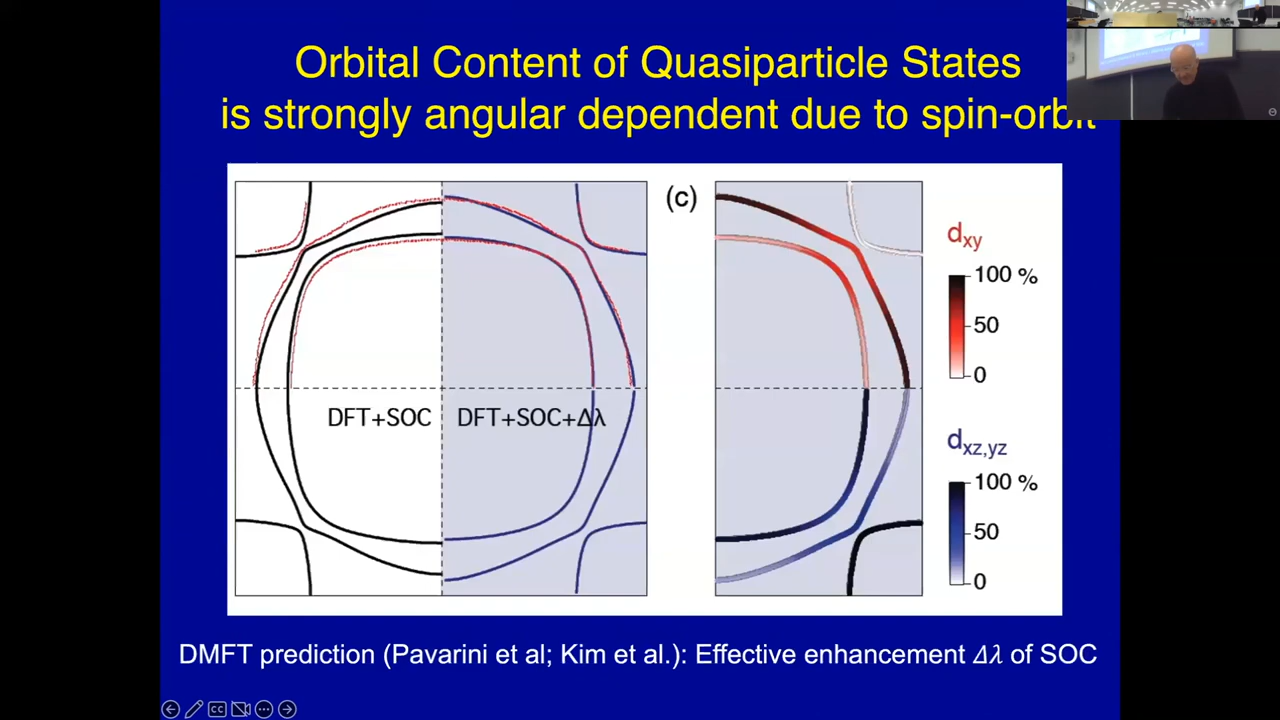 Orbital Content of Quasiparticle States
is strongly angular dependent due to spin-orbit
(c)
DFT+SOC
DFT+SOC+Δλ
dxy
100 %
50
0
dxz,yz
100 %
50
0
DMFT prediction (Pavarini et al; Kim et al.): Effective enhancement Δλ of SOC
CC